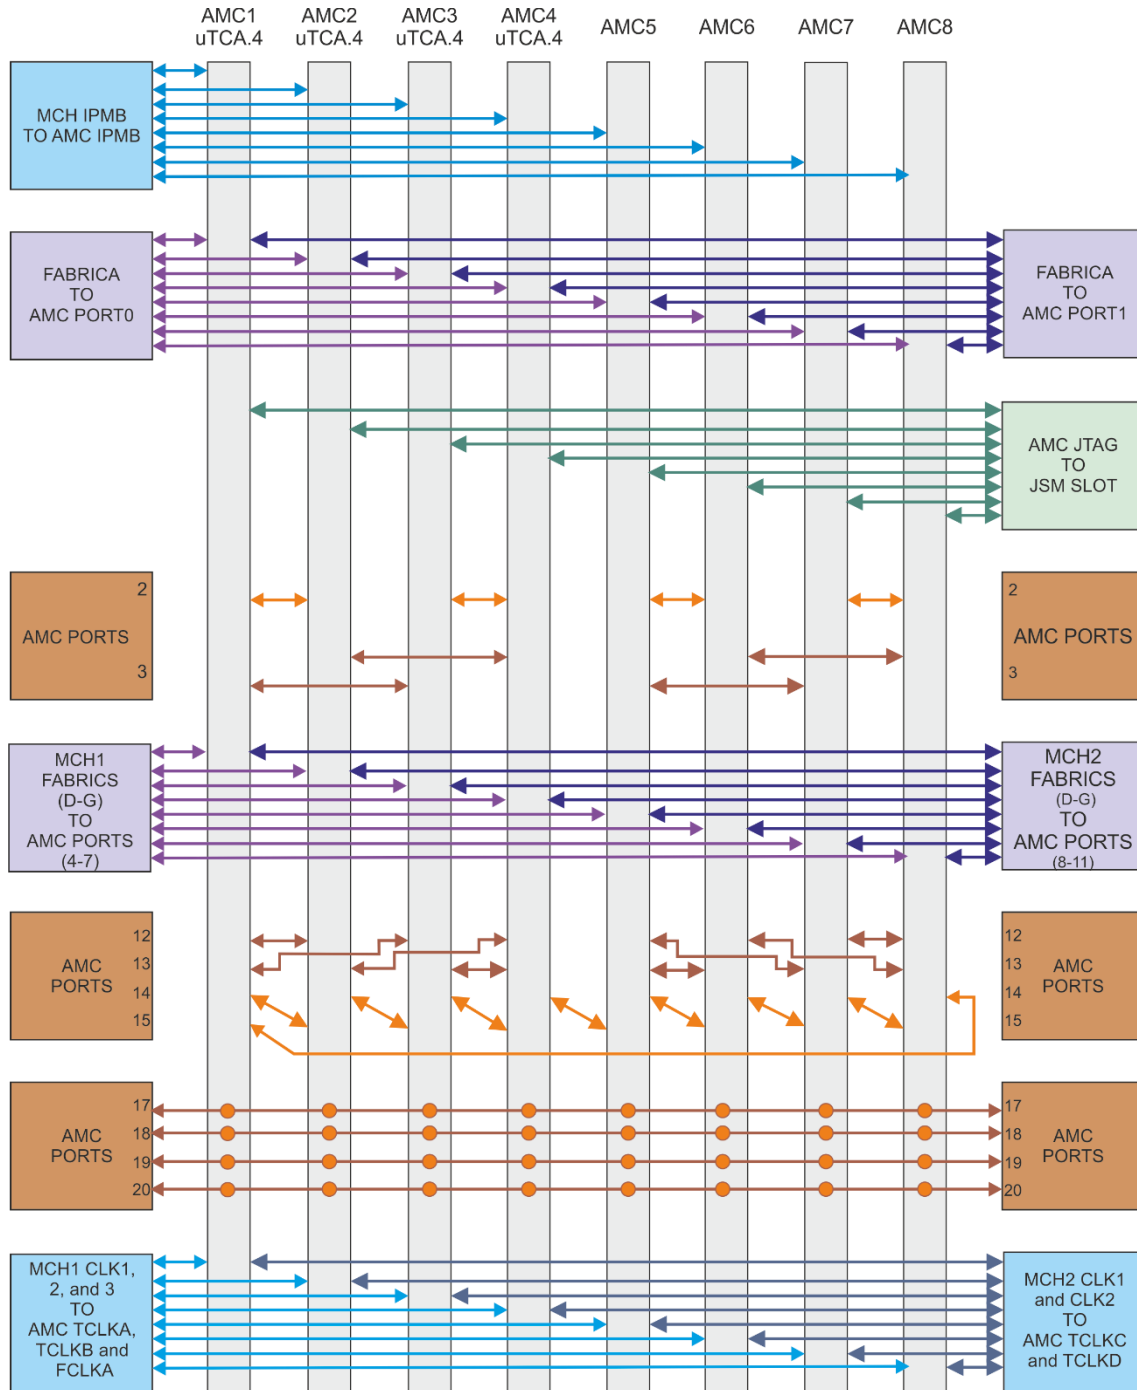 AMC1
uTCA.4
AMC2
uTCA.4
AMC3
uTCA.4
AMC4
uTCA.4
AMC5
AMC6
AMC7
AMC8
MCH IPMB
TO AMC IPMB
FABRICA
TO
AMC PORT0
FABRICA
TO
AMC PORT1
AMC JTAG
TO
JSM SLOT
2
AMC PORTS
3
2
AMC PORTS
3
MCH1
FABRICS
(D-G)
TO
AMC PORTS
(4-7)
MCH2
FABRICS
(D-G)
TO
AMC PORTS
(8-11)
12
13
14
15
AMC
PORTS
12
13
14
15
AMC
PORTS
17
18
19
20
AMC
PORTS
17
18
19
20
AMC
PORTS
MCH1 CLK1,
2, and 3
TO
AMC TCLKA,
TCLKB and
FCLKA
MCH2 CLK1
and CLK2
TO
AMC TCLKC
and TCLKD